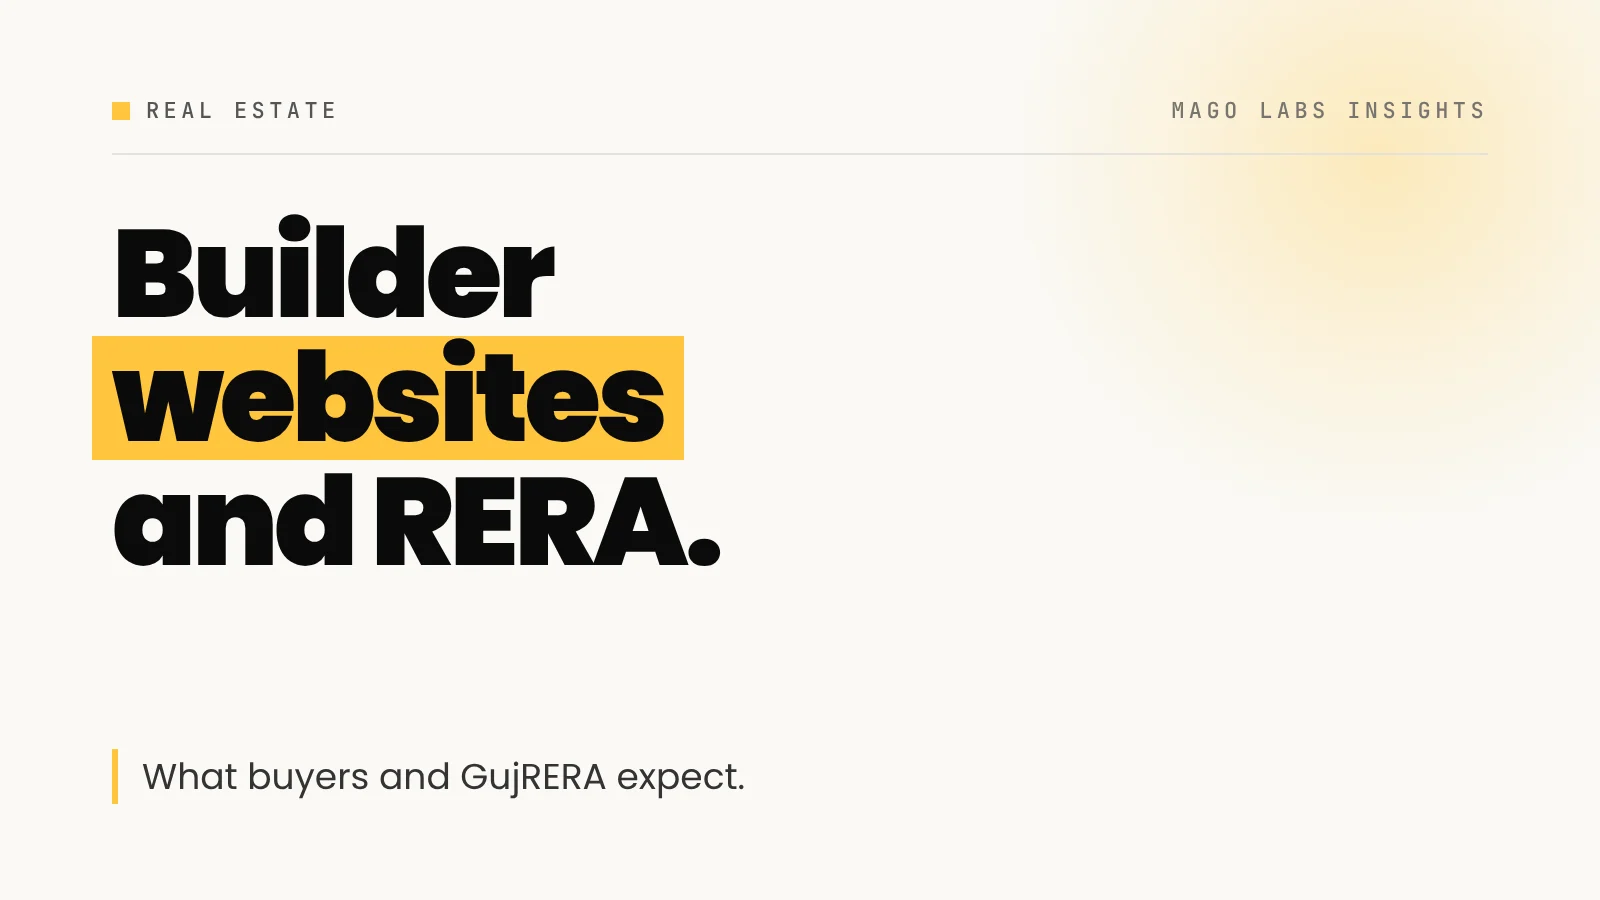 REAL ESTATE
MAGO LABS INSIGHTS
Builder
websites
and RERA.
What buyers and GujRERA expect.